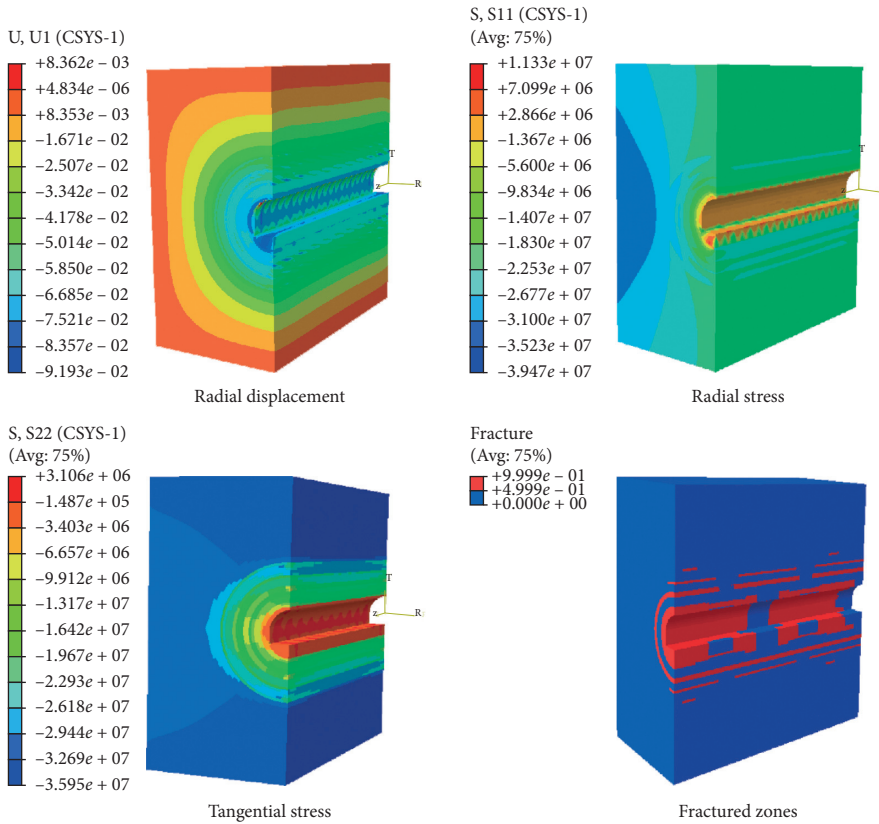 U, U1 (CSYS-1)
+8.362e – 03
+4.834e – 06
+8.353e – 03
–1.671e – 02
–2.507e – 02
–3.342e – 02
–4.178e – 02
–5.014e – 02
–5.850e – 02
–6.685e – 02
–7.521e – 02
–8.357e – 02
–9.193e – 02
T
z
R
Radial displacement
S, S11 (CSYS-1)
(Avg: 75%)
+1.133e + 07
+7.099e + 06
+2.866e + 06
–1.367e + 06
–5.600e + 06
–9.834e + 06
–1.407e + 07
–1.830e + 07
–2.253e + 07
–2.677e + 07
–3.100e + 07
–3.523e + 07
–3.947e + 07
T
z
Radial stress
S, S22 (CSYS-1)
(Avg: 75%)
+3.106e + 06
–1.487e + 05
–3.403e + 06
–6.657e + 06
–9.912e + 06
–1.317e + 07
–1.642e + 07
–1.967e + 07
–2.293e + 07
–2.618e + 07
–2.944e + 07
–3.269e + 07
–3.595e + 07
T
z
R
Tangential stress
Fracture
(Avg: 75%)
+9.999e – 01
+4.999e – 01
+0.000e + 00
Fractured zones